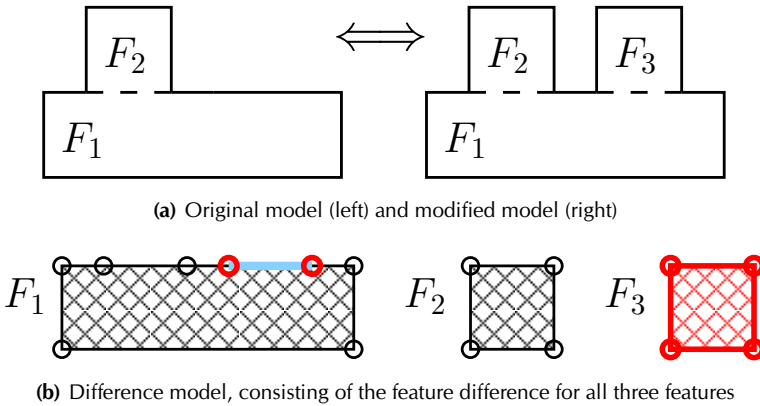 F₂ ⟺ F₂ F₃
F₁ F₁
(a) Original model (left) and modified model (right)
F₁ F₂ F₃
(b) Difference model, consisting of the feature difference for all three features